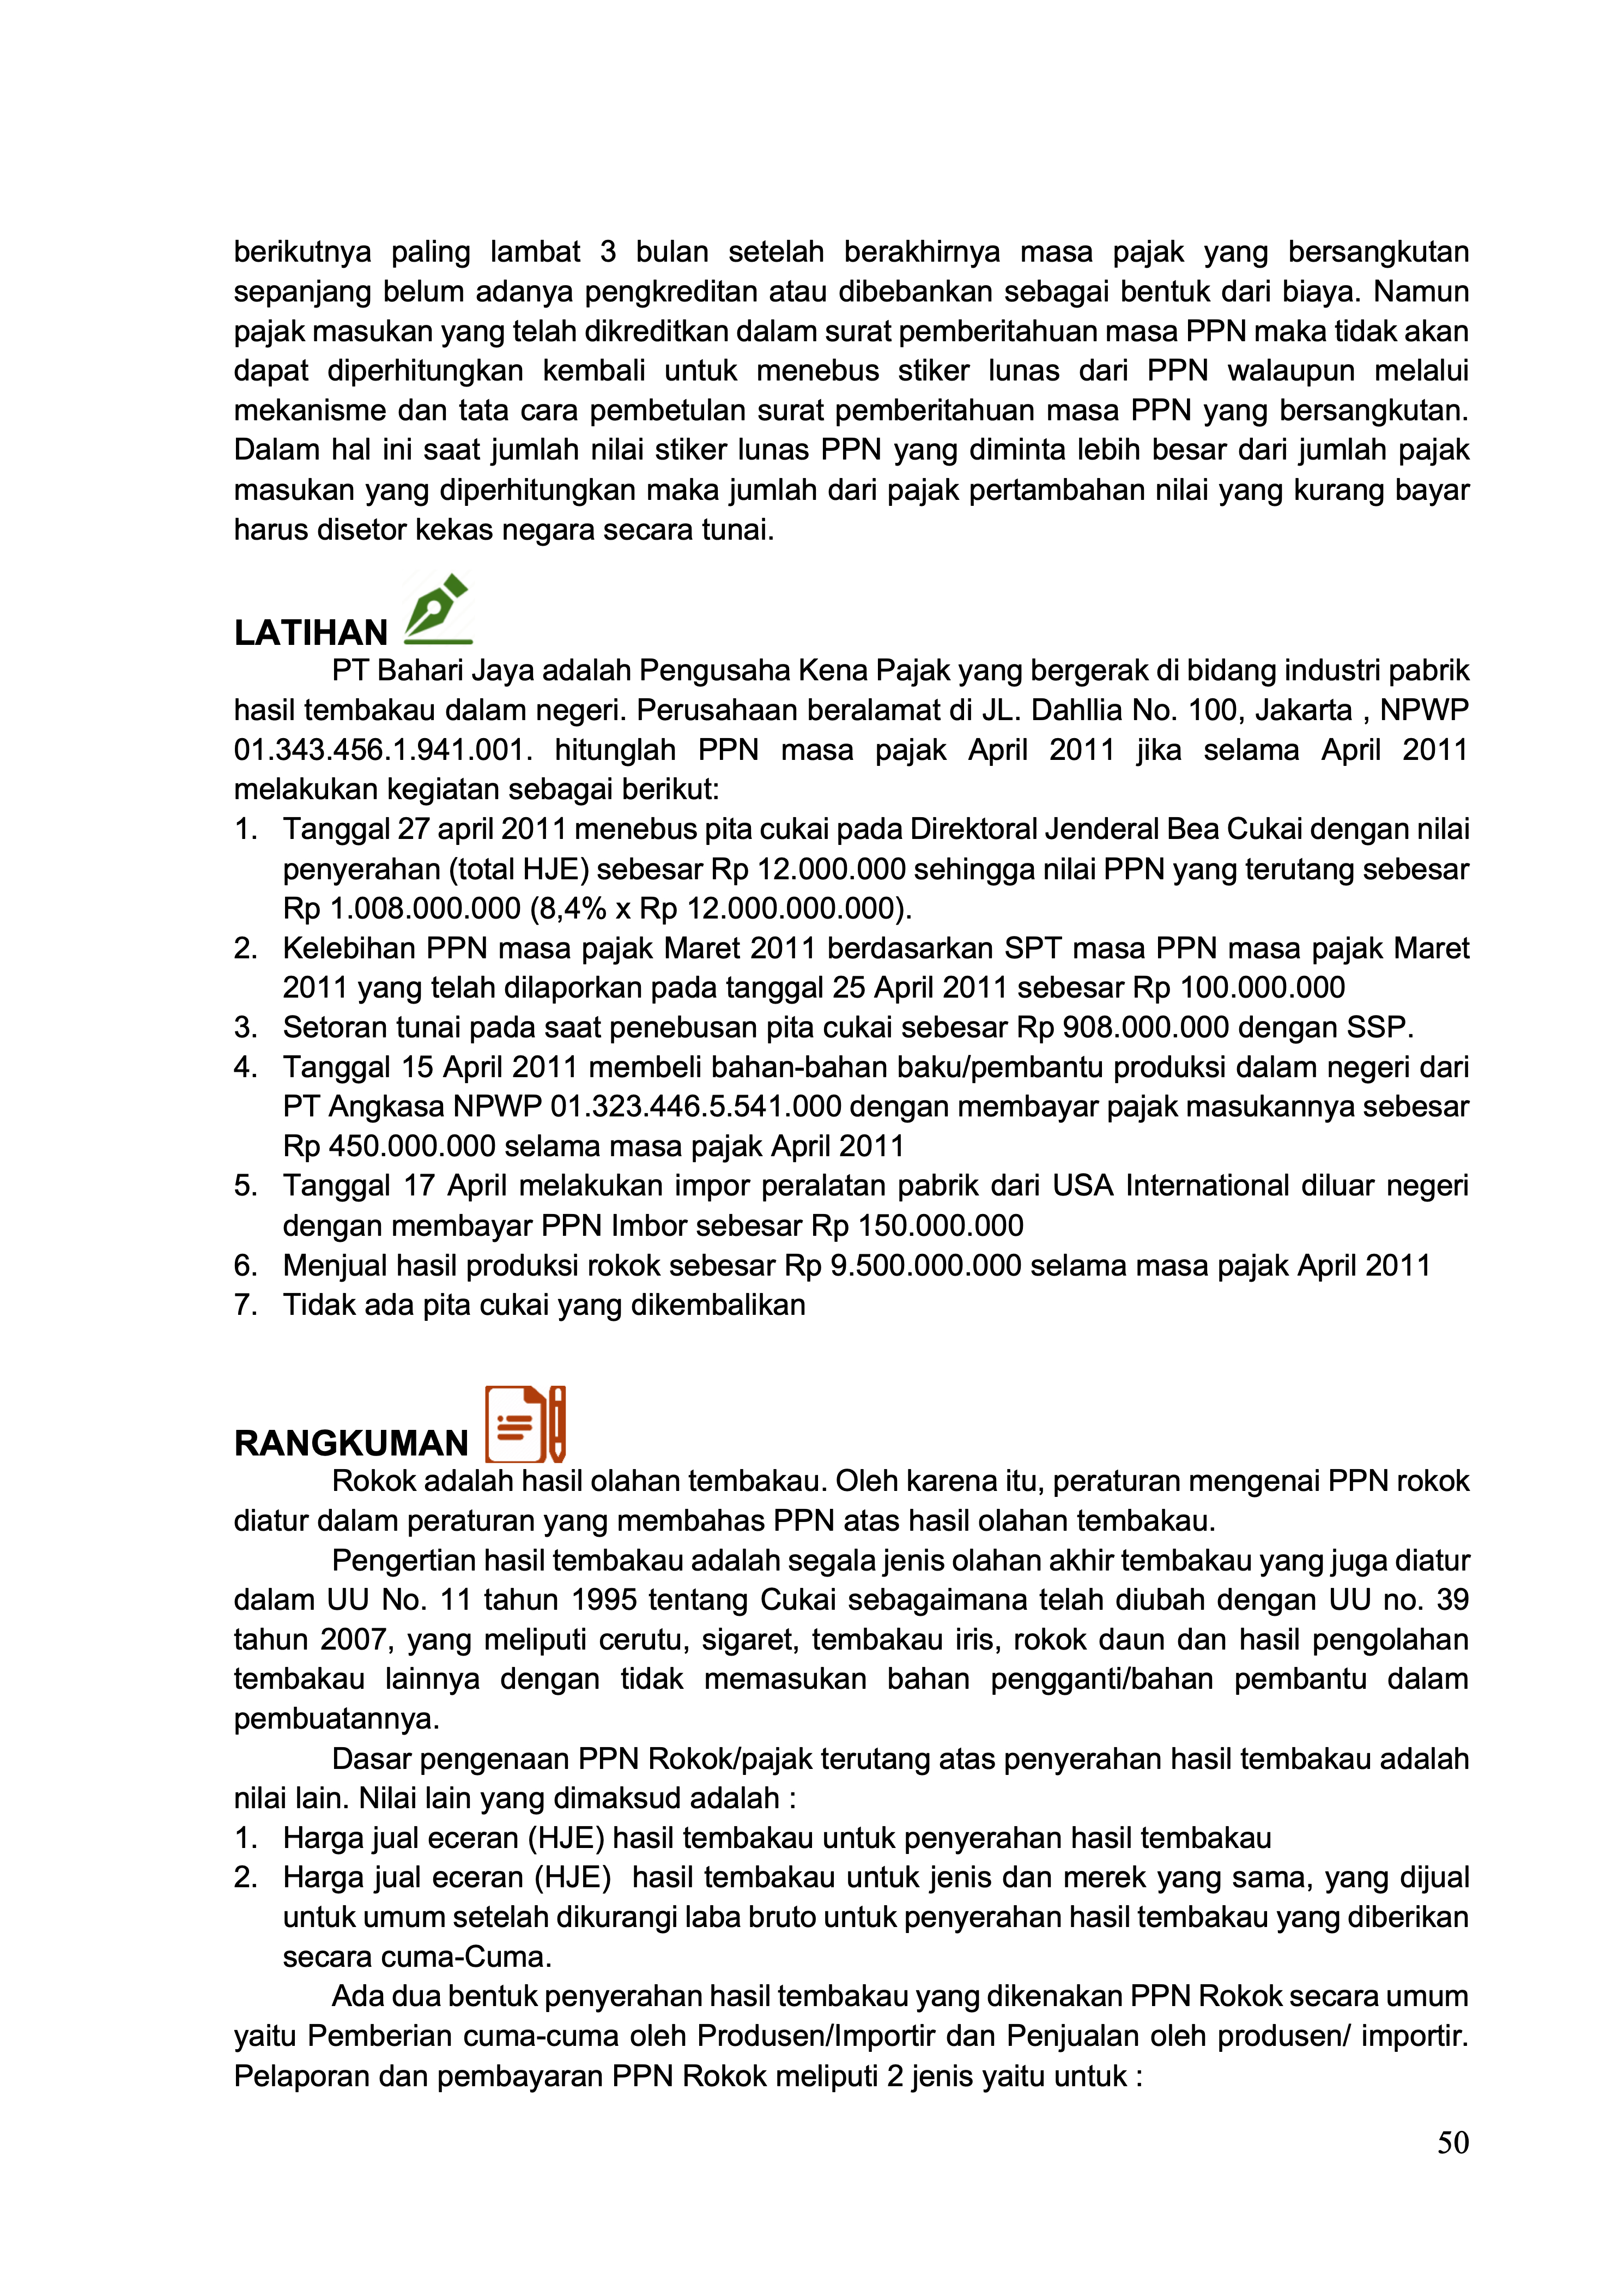 berikutnya paling lambat 3 bulan setelah berakhirnya masa pajak yang bersangkutan
sepanjang belum adanya pengkreditan atau dibebankan sebagai bentuk dari biaya. Namun
pajak masukan yang telah dikreditkan dalam surat pemberitahuan masa PPN maka tidak akan
dapat diperhitungkan kembali untuk menebus stiker lunas dari PPN walaupun melalui
mekanisme dan tata cara pembetulan surat pemberitahuan masa PPN yang bersangkutan.
Dalam hal ini saat jumlah nilai stiker lunas PPN yang diminta lebih besar dari jumlah pajak
masukan yang diperhitungkan maka jumlah dari pajak pertambahan nilai yang kurang bayar
harus disetor kekas negara secara tunai.
LATIHAN
PT Bahari Jaya adalah Pengusaha Kena Pajak yang bergerak di bidang industri pabrik
hasil tembakau dalam negeri. Perusahaan beralamat di JL. Dahllia No. 100, Jakarta , NPWP
01.343.456.1.941.001. hitunglah PPN masa pajak April 2011 jika selama April 2011
melakukan kegiatan sebagai berikut:
1. Tanggal 27 april 2011 menebus pita cukai pada Direktoral Jenderal Bea Cukai dengan nilai
penyerahan (total HJE) sebesar Rp 12.000.000 sehingga nilai PPN yang terutang sebesar
Rp 1.008.000.000 (8,4% x Rp 12.000.000.000).
2. Kelebihan PPN masa pajak Maret 2011 berdasarkan SPT masa PPN masa pajak Maret
2011 yang telah dilaporkan pada tanggal 25 April 2011 sebesar Rp 100.000.000
3. Setoran tunai pada saat penebusan pita cukai sebesar Rp 908.000.000 dengan SSP.
4. Tanggal 15 April 2011 membeli bahan-bahan baku/pembantu produksi dalam negeri dari
PT Angkasa NPWP 01.323.446.5.541.000 dengan membayar pajak masukannya sebesar
Rp 450.000.000 selama masa pajak April 2011
5. Tanggal 17 April melakukan impor peralatan pabrik dari USA International diluar negeri
dengan membayar PPN Imbor sebesar Rp 150.000.000
6. Menjual hasil produksi rokok sebesar Rp 9.500.000.000 selama masa pajak April 2011
7. Tidak ada pita cukai yang dikembalikan
RANGKUMAN
Rokok adalah hasil olahan tembakau. Oleh karena itu, peraturan mengenai PPN rokok
diatur dalam peraturan yang membahas PPN atas hasil olahan tembakau.
Pengertian hasil tembakau adalah segala jenis olahan akhir tembakau yang juga diatur
dalam UU No. 11 tahun 1995 tentang Cukai sebagaimana telah diubah dengan UU no. 39
tahun 2007, yang meliputi cerutu, sigaret, tembakau iris, rokok daun dan hasil pengolahan
tembakau lainnya dengan tidak memasukan bahan pengganti/bahan pembantu dalam
pembuatannya.
Dasar pengenaan PPN Rokok/pajak terutang atas penyerahan hasil tembakau adalah
nilai lain. Nilai lain yang dimaksud adalah :
1. Harga jual eceran (HJE) hasil tembakau untuk penyerahan hasil tembakau
2. Harga jual eceran (HJE) hasil tembakau untuk jenis dan merek yang sama, yang dijual
untuk umum setelah dikurangi laba bruto untuk penyerahan hasil tembakau yang diberikan
secara cuma-Cuma.
Ada dua bentuk penyerahan hasil tembakau yang dikenakan PPN Rokok secara umum
yaitu Pemberian cuma-cuma oleh Produsen/Importir dan Penjualan oleh produsen/ importir.
Pelaporan dan pembayaran PPN Rokok meliputi 2 jenis yaitu untuk :
50